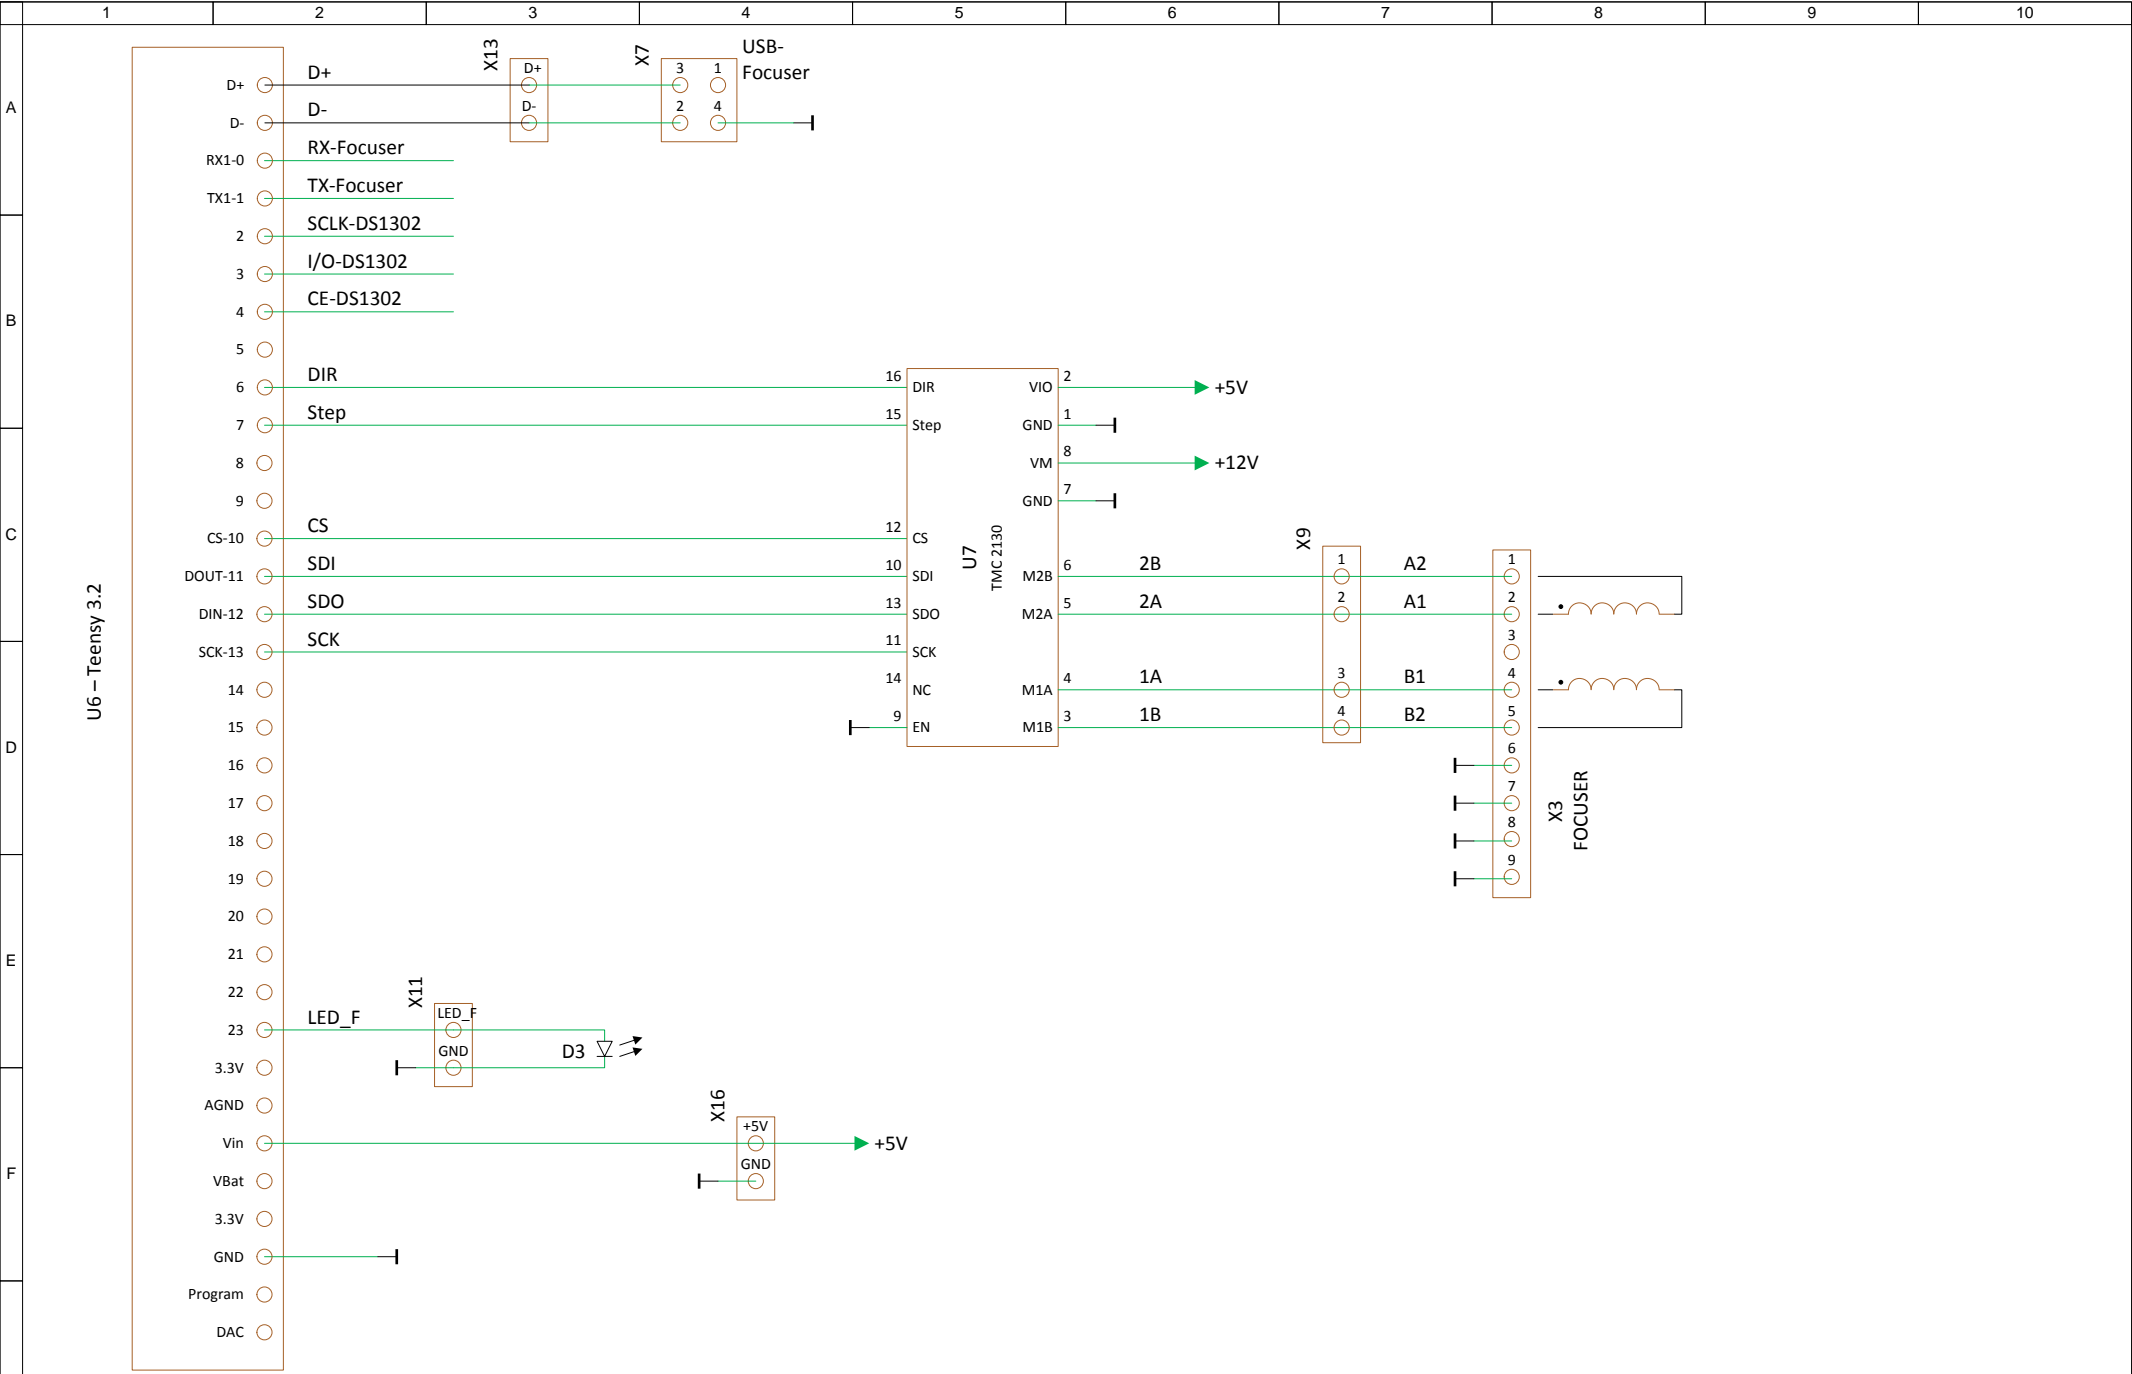 1 2 3 4 5 6 7 8 9 10
A
B
C
D
E
F
U6 – Teensy 3.2
D+
D-
RX1-0
TX1-1
2
3
4
5
6
7
8
9
CS-10
DOUT-11
DIN-12
SCK-13
14
15
16
17
18
19
20
21
22
23
3.3V
AGND
Vin
VBat
3.3V
GND
Program
DAC
D+
D-
RX-Focuser
TX-Focuser
SCLK-DS1302
I/O-DS1302
CE-DS1302
DIR
Step
CS
SDI
SDO
SCK
LED_F
X13
D+
D-
X7
3 1
2 4
USB-
Focuser
16 DIR
15 Step
12 CS
10 SDI
13 SDO
11 SCK
14 NC
9 EN
U7
TMC 2130
VIO 2
GND 1
VM 8
GND 7
M2B 6
M2A 5
M1A 4
M1B 3
+5V
+12V
2B
2A
1A
1B
X9
1
2
3
4
A2
A1
B1
B2
1
2
3
4
5
6
7
8
9
X3
FOCUSER
X11
LED_F
GND
D3
X16
+5V
GND
+5V